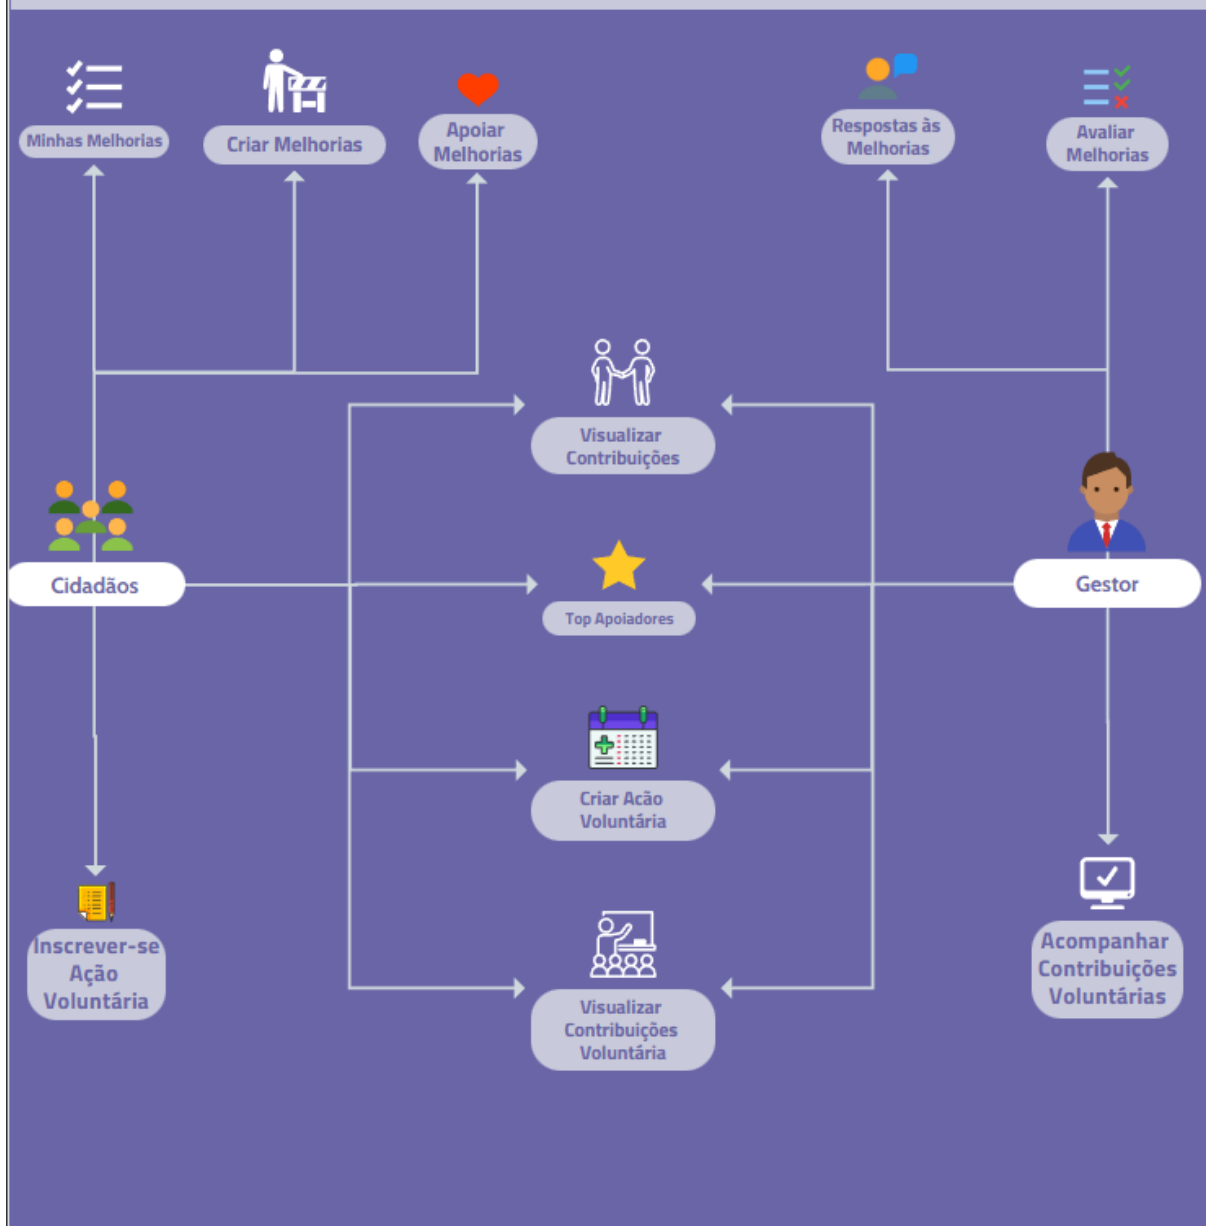 Minhas Melhorias
Criar Melhorias
Apoiar
Melhorias
Respostas às
Melhorias
Avaliar
Melhorias
Visualizar
Contribuições
Cidadãos
Top Apoiadores
Gestor
Criar Acão
Voluntária
Inscrever-se
Ação
Voluntária
Visualizar
Contribuições
Voluntária
Acompanhar
Contribuições
Voluntárias